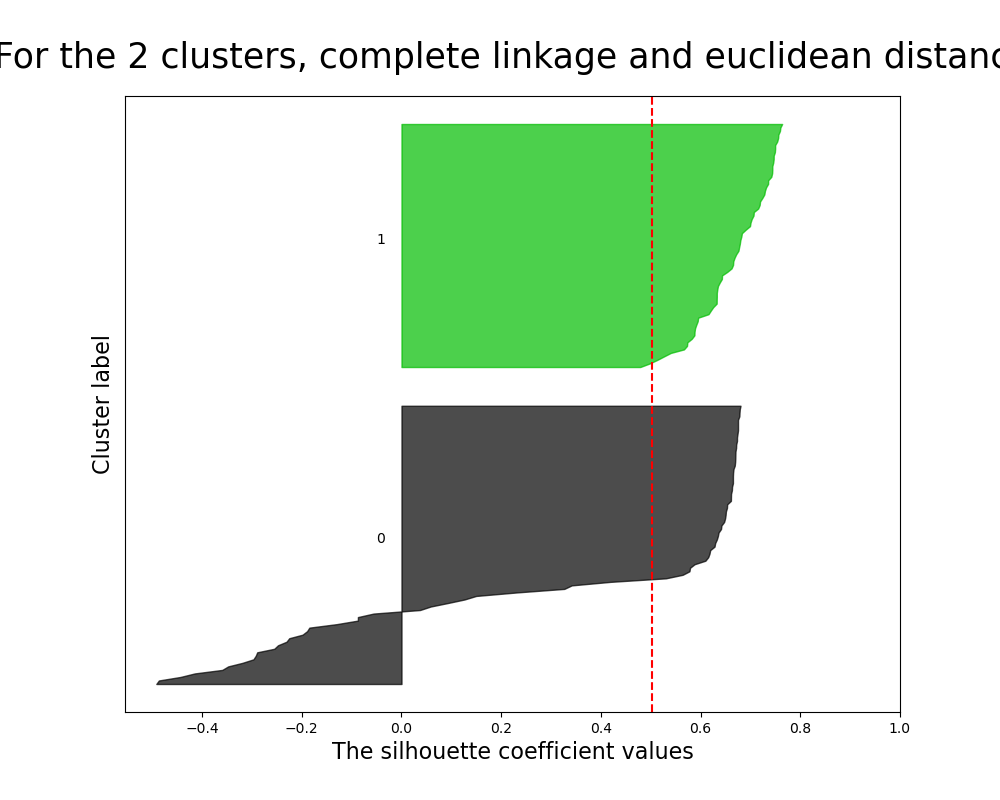 For the 2 clusters, complete linkage and euclidean distanc
1
0
Cluster label
−0.4 −0.2 0.0 0.2 0.4 0.6 0.8 1.0
The silhouette coefficient values